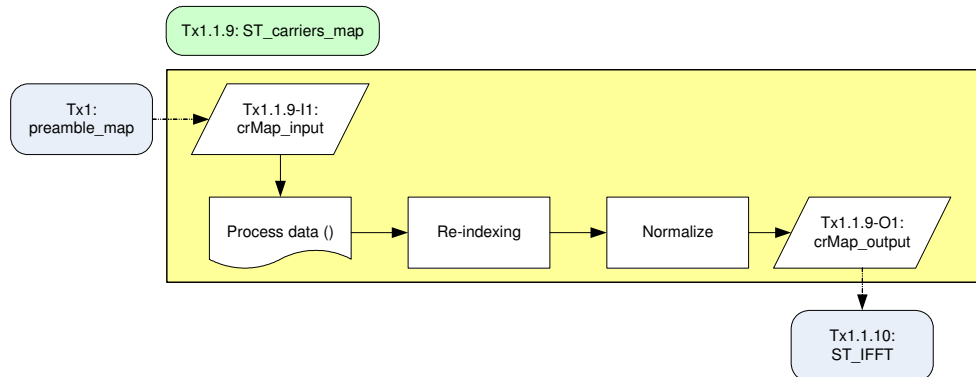 Tx1.1.9: ST_carriers_map
Tx1:
preamble_map
Tx1.1.9-I1:
crMap_input
Process data ()
Re-indexing
Normalize
Tx1.1.9-O1:
crMap_output
Tx1.1.10:
ST_IFFT